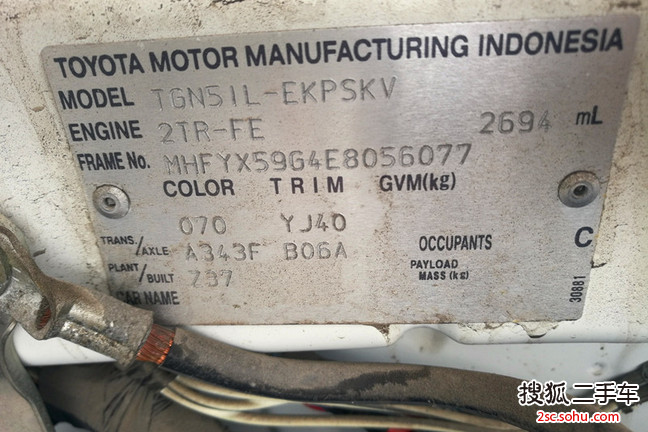 TOYOTA MOTOR MANUFACTURING INDONESIA
MODEL TGN51L-EKPSKV
ENGINE 2TR-FE 2694 mL
FRAME No. MHFYX59G4E8056077
COLOR TRIM GVM(kg)
070 YJ40
TRANS./AXLE A343F B06A OCCUPANTS C
PLANT/BUILT Z37 PAYLOAD MASS (kg)
CAR NAME
30881
搜狐二手车
2sc.sohu.com